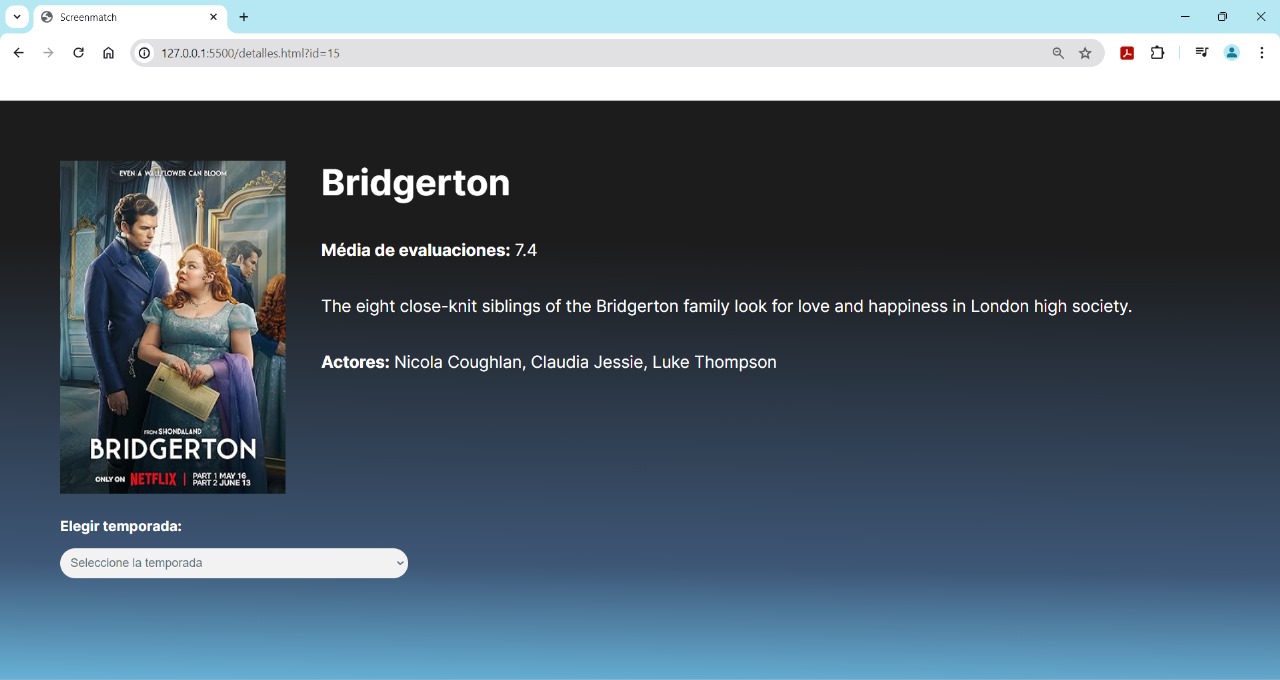 Screenmatch
127.0.0.1:5500/detalles.html?id=15
EVEN A WALLFLOWER CAN BLOOM
FROM SHONDALAND
BRIDGERTON
ONLY ON NETFLIX | PART 1 MAY 16
PART 2 JUNE 13
Bridgerton
Média de evaluaciones: 7.4
The eight close-knit siblings of the Bridgerton family look for love and happiness in London high society.
Actores: Nicola Coughlan, Claudia Jessie, Luke Thompson
Elegir temporada:
Seleccione la temporada